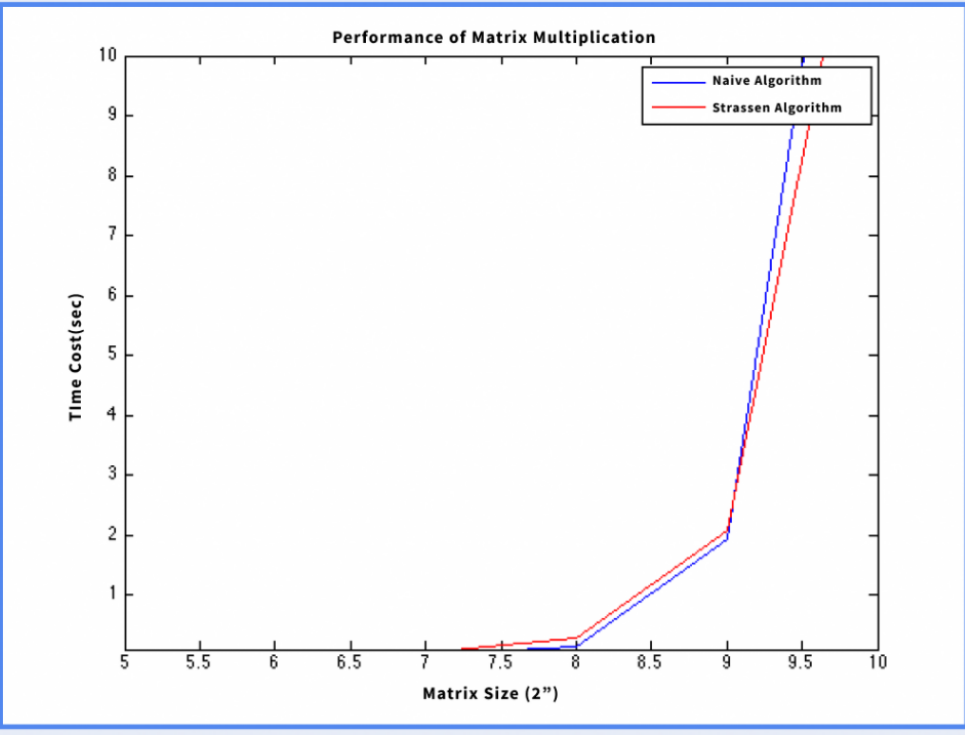 Performance of Matrix Multiplication
Naive Algorithm
Strassen Algorithm
10
9
8
7
6
5
4
3
2
1
TIme Cost(sec)
5 5.5 6 6.5 7 7.5 8 8.5 9 9.5 10
Matrix Size (2”)